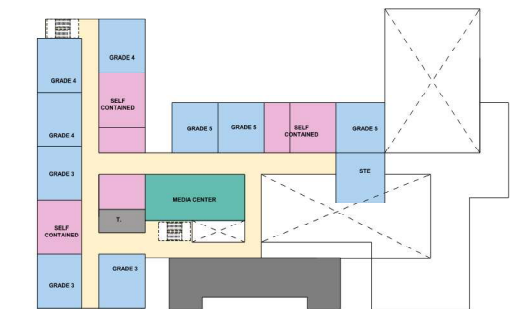 GRADE 4
GRADE 4
SELF
CONTAINED
GRADE 4
GRADE 5
GRADE 5
SELF
CONTAINED
GRADE 5
GRADE 3
STE
MEDIA CENTER
T.
SELF
CONTAINED
GRADE 3
GRADE 3